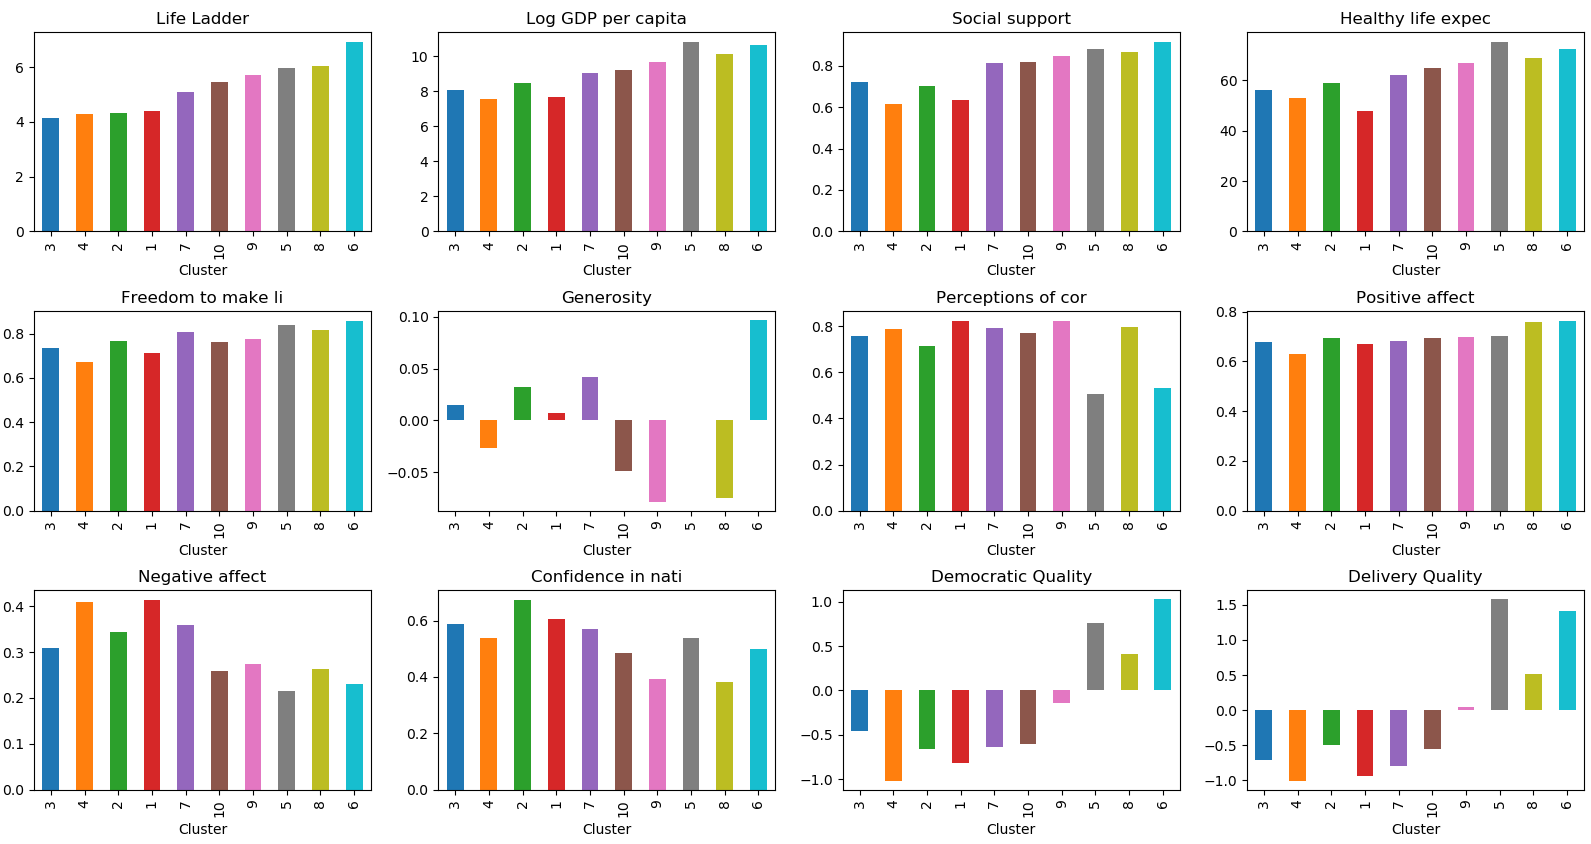 Life Ladder
6
4
2
0
3 4 2 1 7 10 9 5 8 6
Cluster
Log GDP per capita
10
8
6
4
2
0
3 4 2 1 7 10 9 5 8 6
Cluster
Social support
0.8
0.6
0.4
0.2
0.0
3 4 2 1 7 10 9 5 8 6
Cluster
Healthy life expec
60
40
20
0
3 4 2 1 7 10 9 5 8 6
Cluster
Freedom to make li
0.8
0.6
0.4
0.2
0.0
3 4 2 1 7 10 9 5 8 6
Cluster
Generosity
0.10
0.05
0.00
−0.05
3 4 2 1 7 10 9 5 8 6
Cluster
Perceptions of cor
0.8
0.6
0.4
0.2
0.0
3 4 2 1 7 10 9 5 8 6
Cluster
Positive affect
0.8
0.6
0.4
0.2
0.0
3 4 2 1 7 10 9 5 8 6
Cluster
Negative affect
0.4
0.3
0.2
0.1
0.0
3 4 2 1 7 10 9 5 8 6
Cluster
Confidence in nati
0.6
0.4
0.2
0.0
3 4 2 1 7 10 9 5 8 6
Cluster
Democratic Quality
1.0
0.5
0.0
−0.5
−1.0
3 4 2 1 7 10 9 5 8 6
Cluster
Delivery Quality
1.5
1.0
0.5
0.0
−0.5
−1.0
3 4 2 1 7 10 9 5 8 6
Cluster